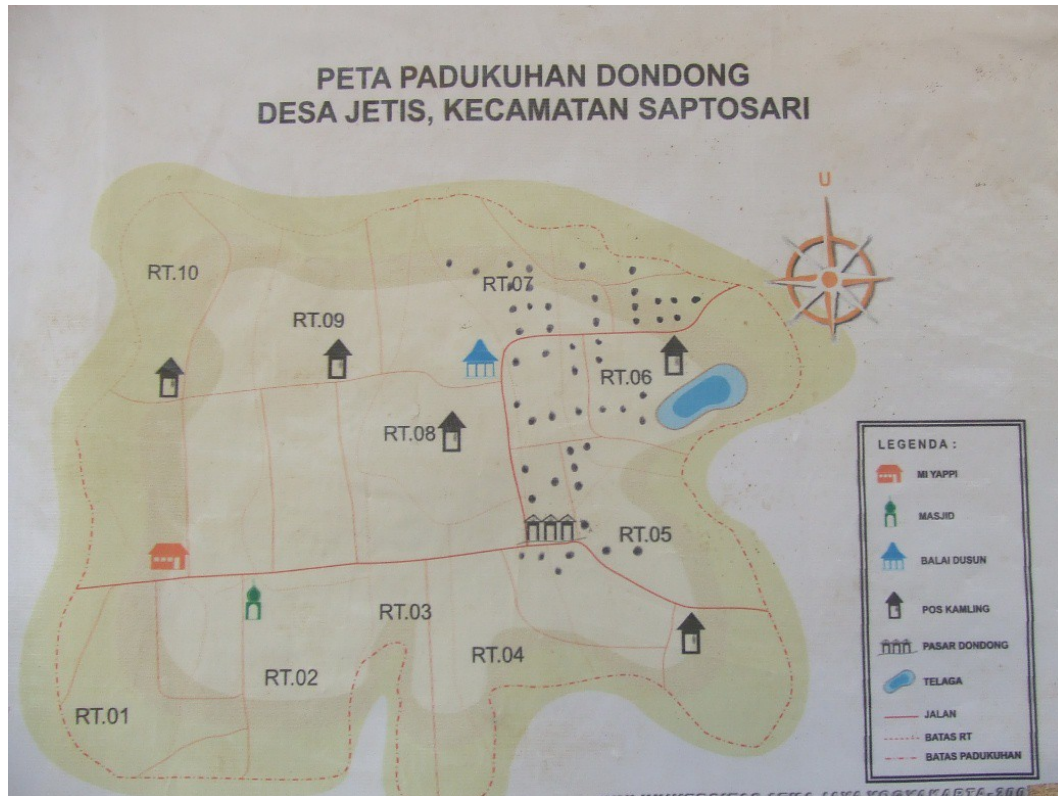 PETA PADUKUHAN DONDONG
DESA JETIS, KECAMATAN SAPTOSARI
U
RT.10
RT.07
RT.09
RT.06
RT.08
RT.05
RT.03
RT.04
RT.02
RT.01
LEGENDA :
MI YAPPI
MASJID
BALAI DUSUN
POS KAMLING
PASAR DONDONG
TELAGA
JALAN
BATAS RT
BATAS PADUKUHAN